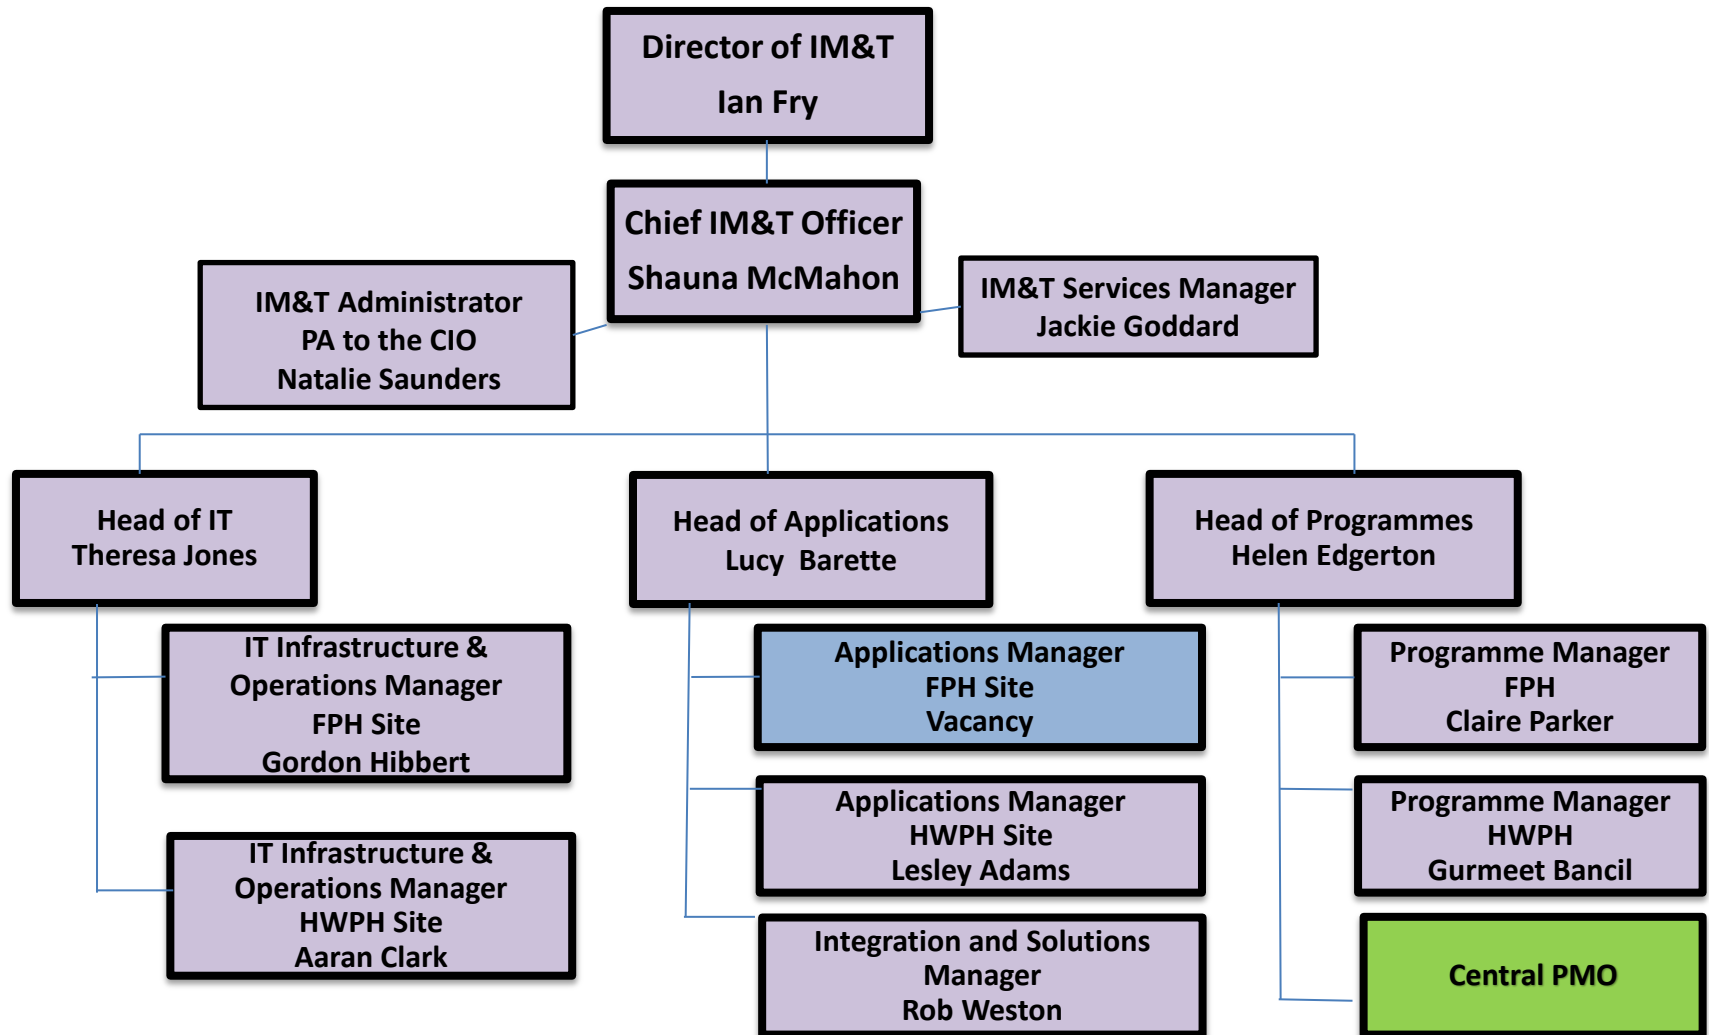 Director of IM&T
Ian Fry
Chief IM&T Officer
Shauna McMahon
IM&T Administrator
PA to the CIO
Natalie Saunders
IM&T Services Manager
Jackie Goddard
Head of IT
Theresa Jones
Head of Applications
Lucy  Barette
Head of Programmes
Helen Edgerton
IT Infrastructure &
Operations Manager
FPH Site
Gordon Hibbert
IT Infrastructure &
Operations Manager
HWPH Site
Aaran Clark
Applications Manager
FPH Site
Vacancy
Applications Manager
HWPH Site
Lesley Adams
Integration and Solutions
Manager
Rob Weston
Programme Manager
FPH
Claire Parker
Programme Manager
HWPH
Gurmeet Bancil
Central PMO